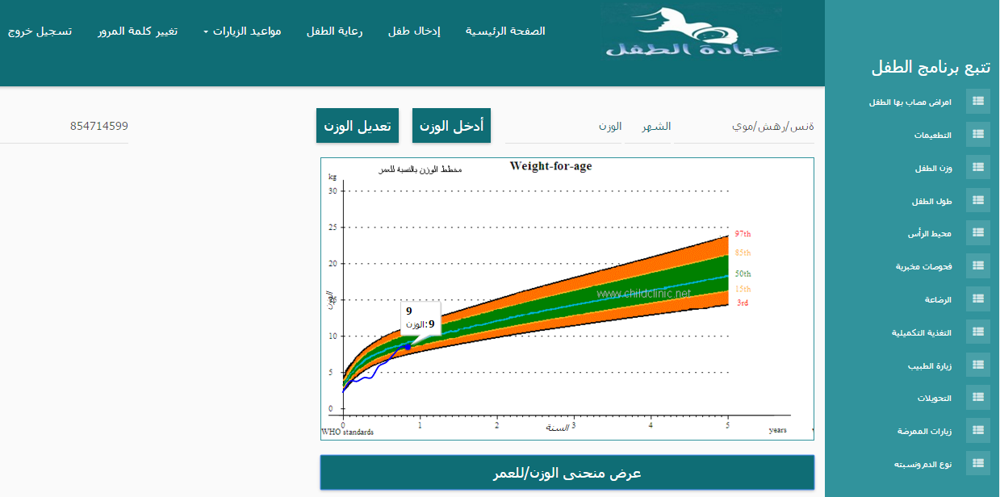 عيادة الطفل
الصفحة الرئيسية
إدخال طفل
رعاية الطفل
مواعيد الزيارات
تغيير كلمة المرور
تسجيل خروج
تتبع برنامج الطفل
امراض مصاب بها الطفل
التطعيمات
وزن الطفل
طول الطفل
محيط الرأس
فحوصات مخبرية
الرضاعة
التغذية التكميلية
زيارة الطبيب
التحويلات
زيارات الممرضة
نوع الدم ونسبته
ةنس/رهش/موي
الشهر
الوزن
أدخل الوزن
تعديل الوزن
854714599
Weight-for-age
مخطط الوزن بالنسبة للعمر
kg
30
25
20
15
10
5
0
الوزن
97th
85th
50th
15th
3rd
www.childclinic.net
9
الوزن:9
0 1 2 3 4 5
السنة
years
WHO standards
عرض منحنى الوزن/للعمر